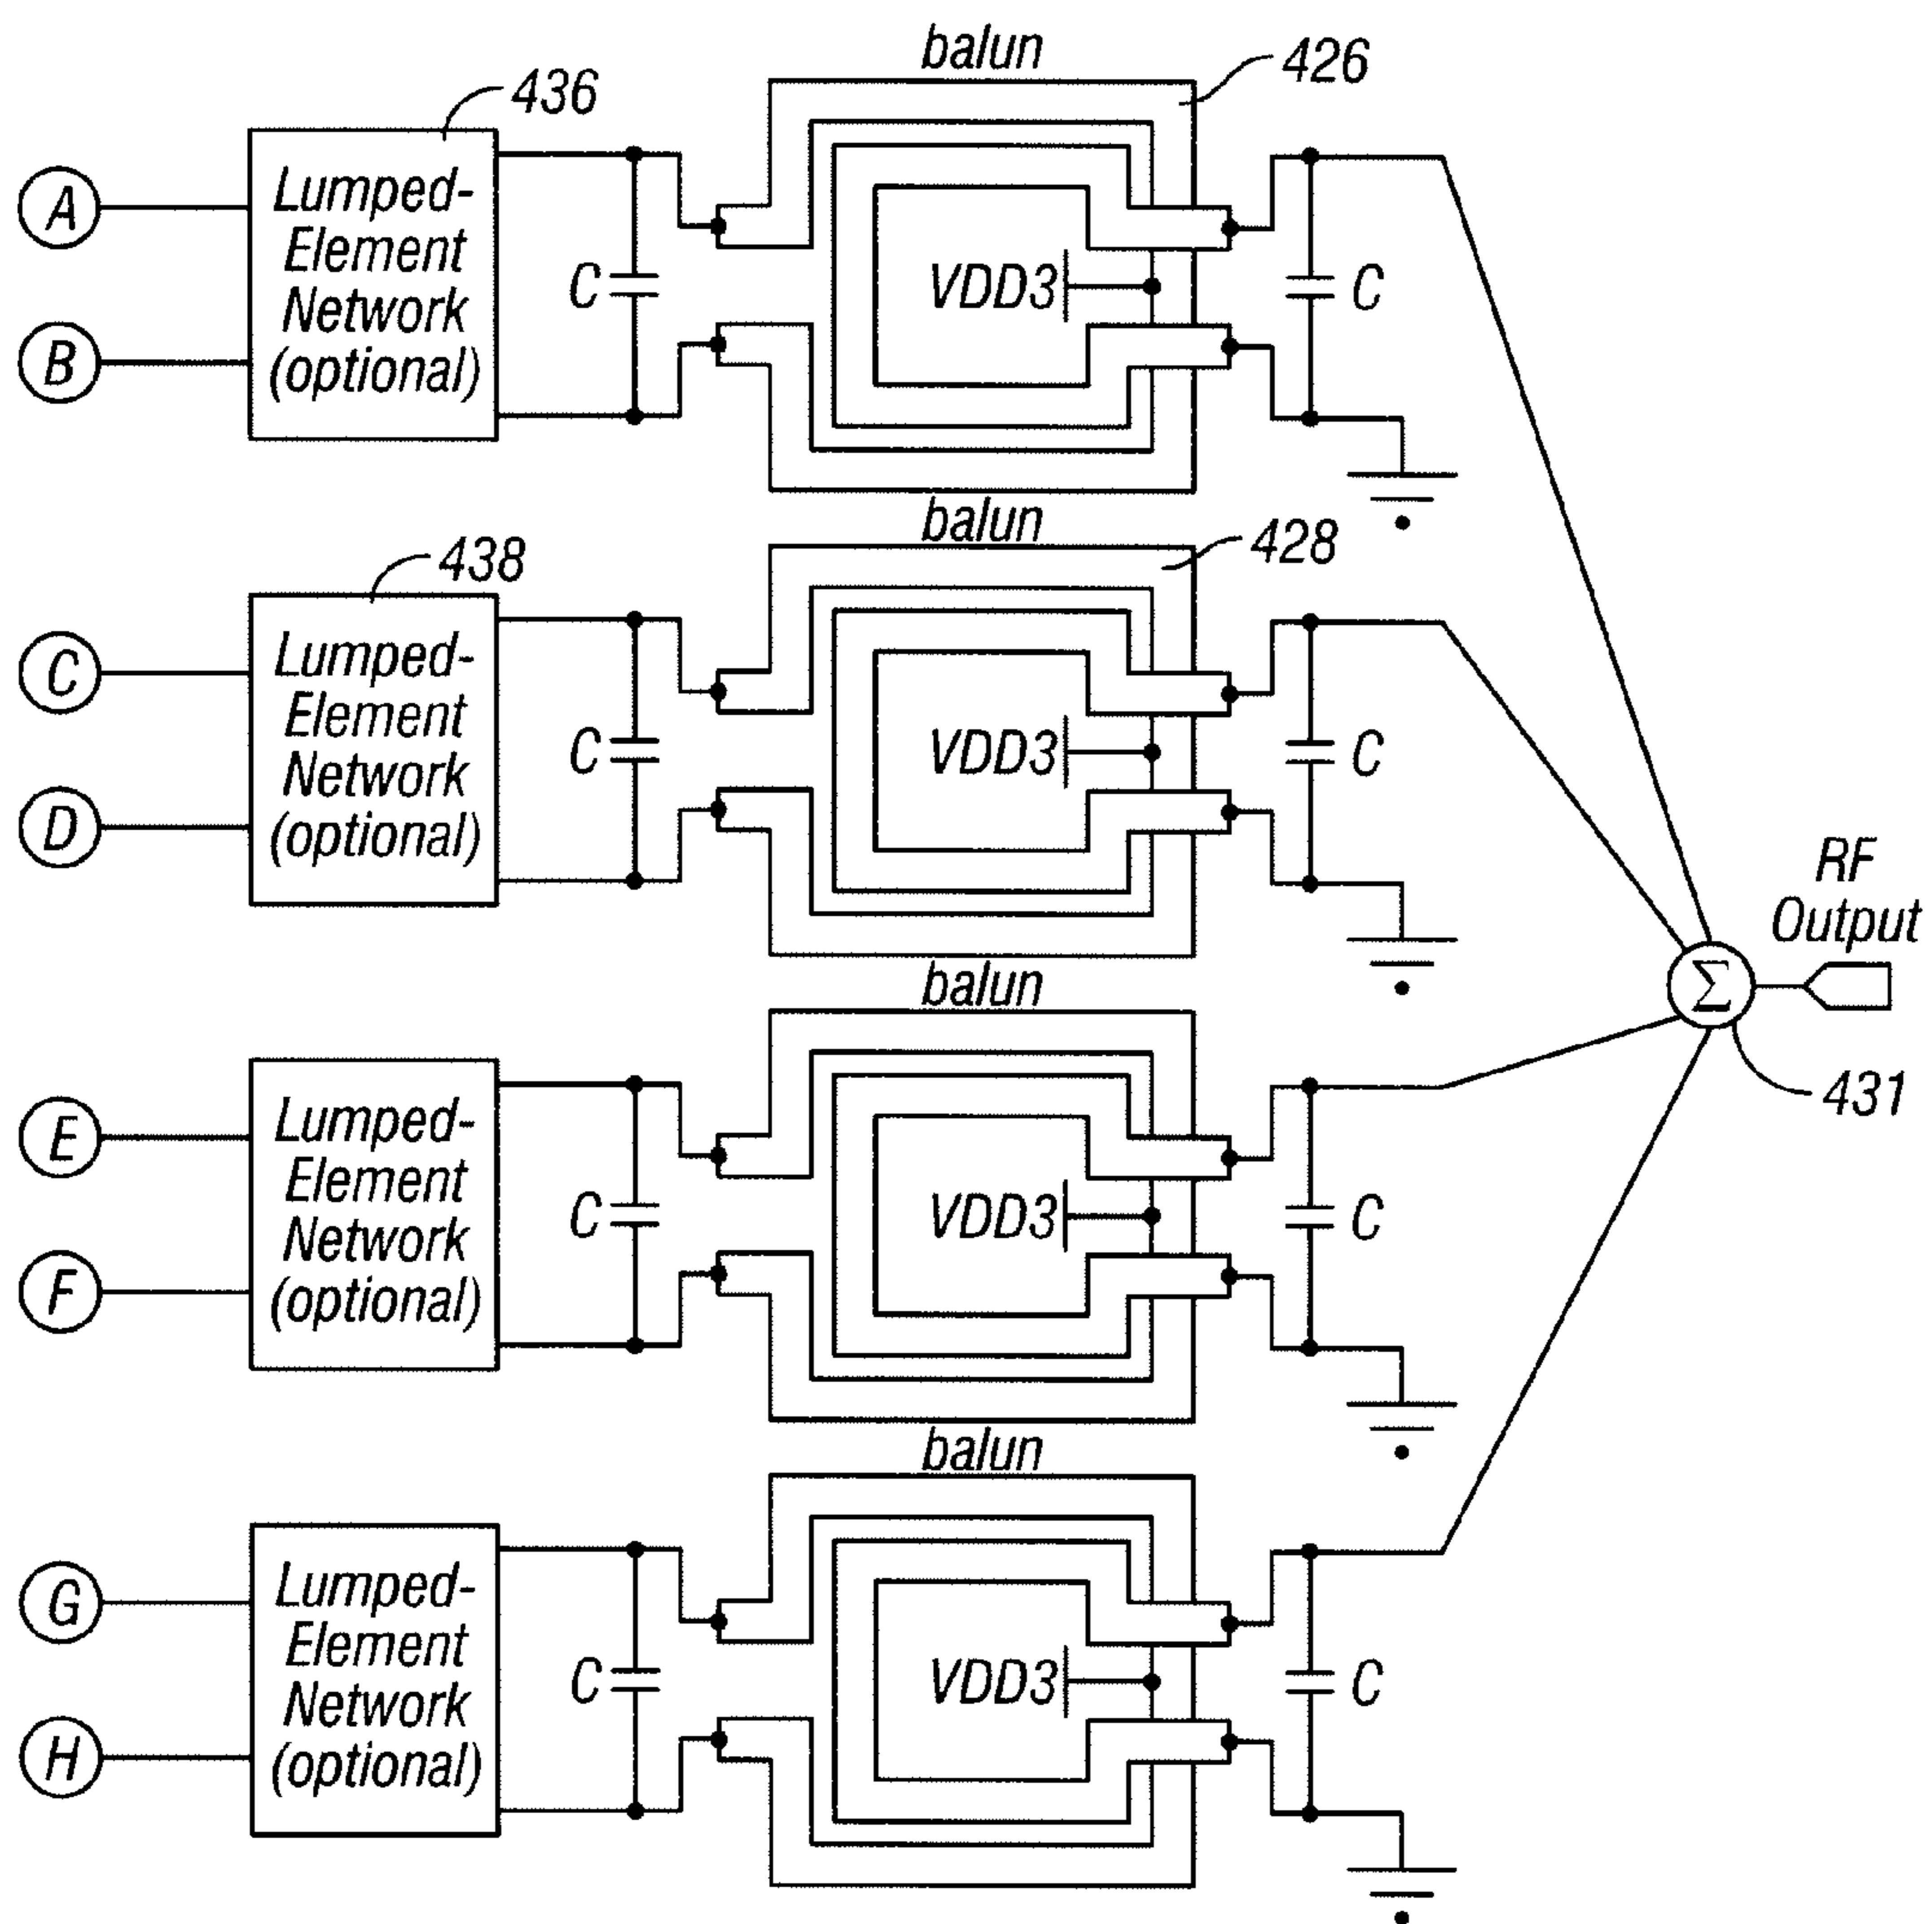 balun
426
436
A
Lumped-
Element
Network
(optional)
B
C
VDD3
C
balun
428
438
C
Lumped-
Element
Network
(optional)
D
C
VDD3
C
RF
Output
Σ
431
balun
E
Lumped-
Element
Network
(optional)
F
C
VDD3
C
balun
G
Lumped-
Element
Network
(optional)
H
C
VDD3
C